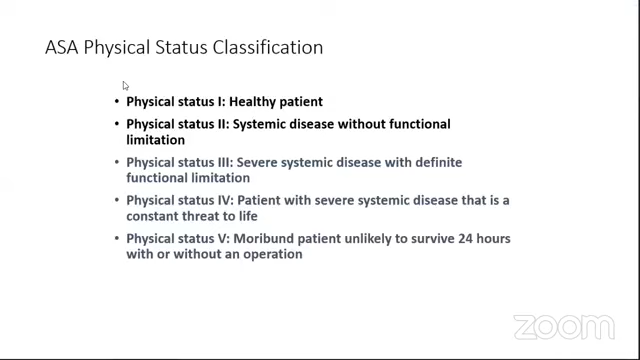 ASA Physical Status Classification
• Physical status I: Healthy patient
• Physical status II: Systemic disease without functional
limitation
• Physical status III: Severe systemic disease with definite
functional limitation
• Physical status IV: Patient with severe systemic disease that is a
constant threat to life
• Physical status V: Moribund patient unlikely to survive 24 hours
with or without an operation
zoom